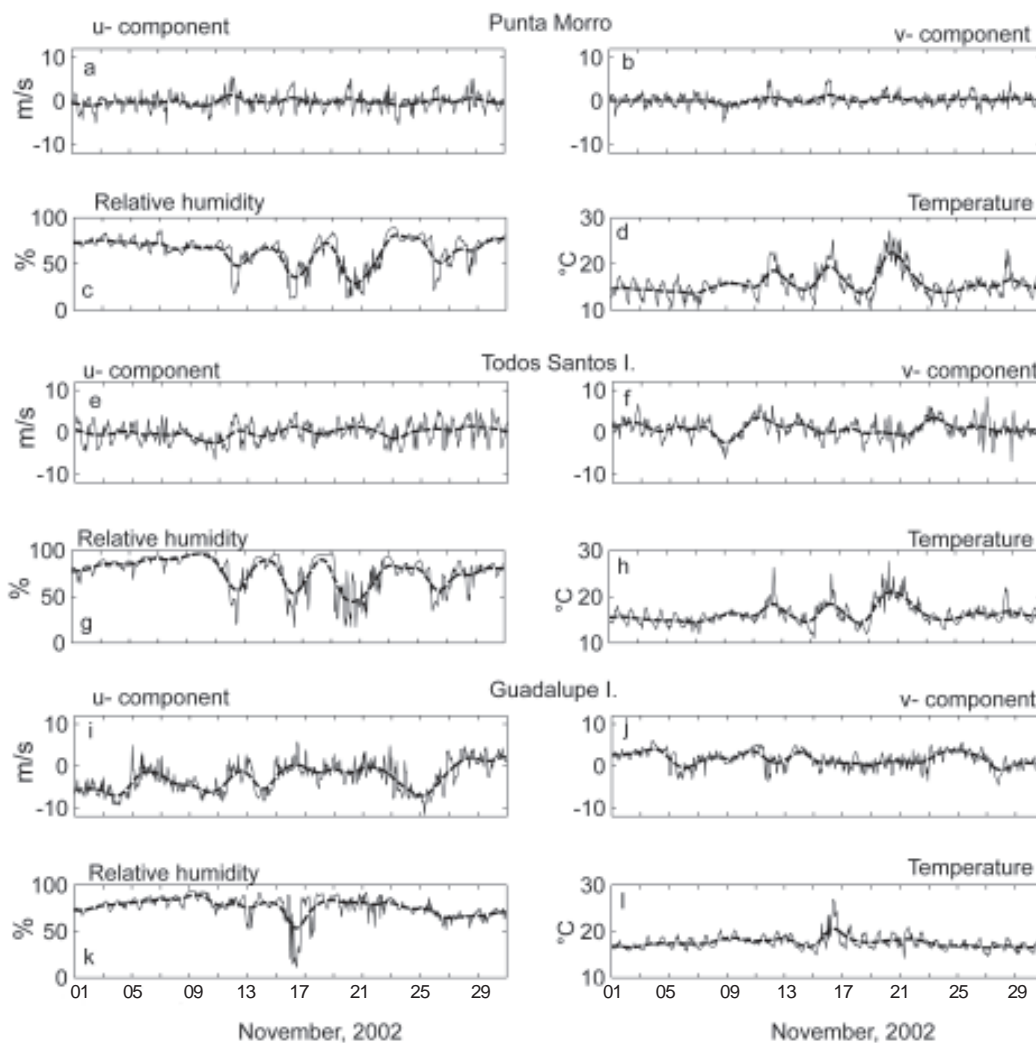 Punta Morro
u- component
v- component
a
b
m/s
10
0
-10
10
0
-10
Relative humidity
Temperature
100
50
0
%
c
30
20
10
°C
d
Todos Santos I.
u- component
v- component
e
f
m/s
10
0
-10
10
0
-10
Relative humidity
Temperature
100
50
0
%
g
30
20
10
°C
h
Guadalupe I.
u- component
v- component
i
j
m/s
10
0
-10
10
0
-10
Relative humidity
Temperature
100
50
0
%
k
30
20
10
°C
l
01 05 09 13 17 21 25 29
01 05 09 13 17 21 25 29
November, 2002
November, 2002